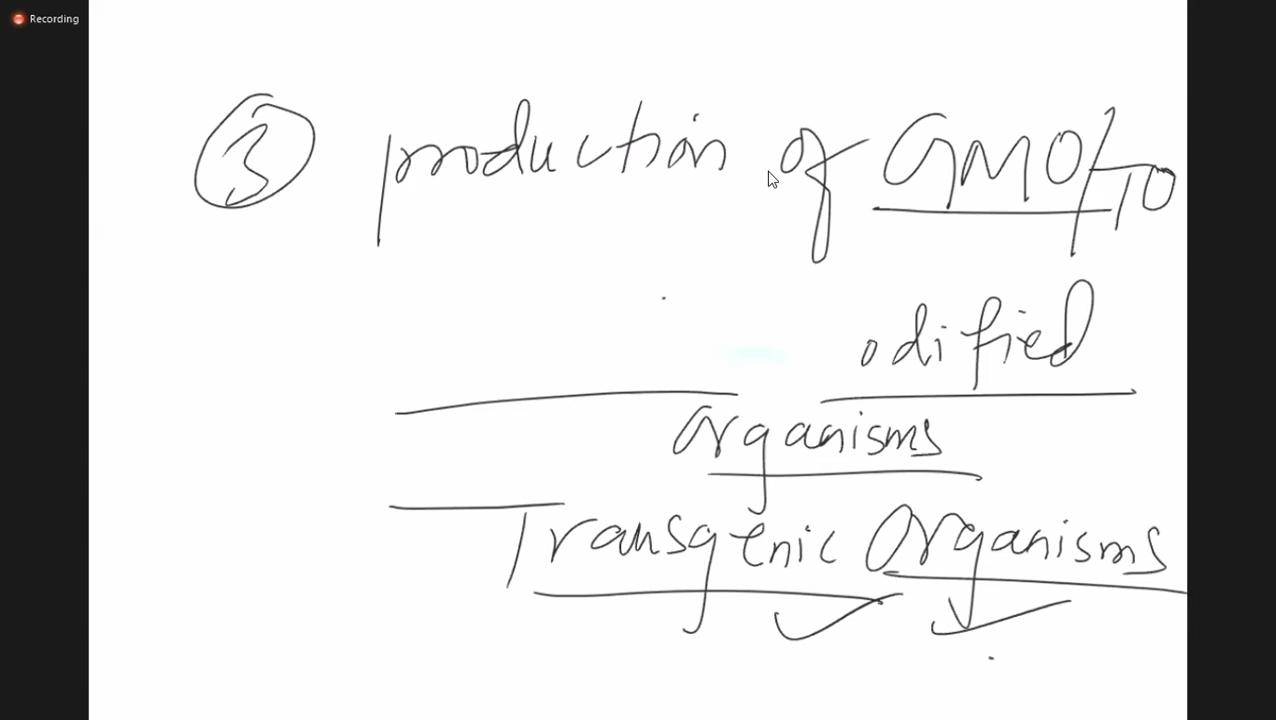 Recording
③ production of GMO/TO
odified
organisms
Transgenic Organisms